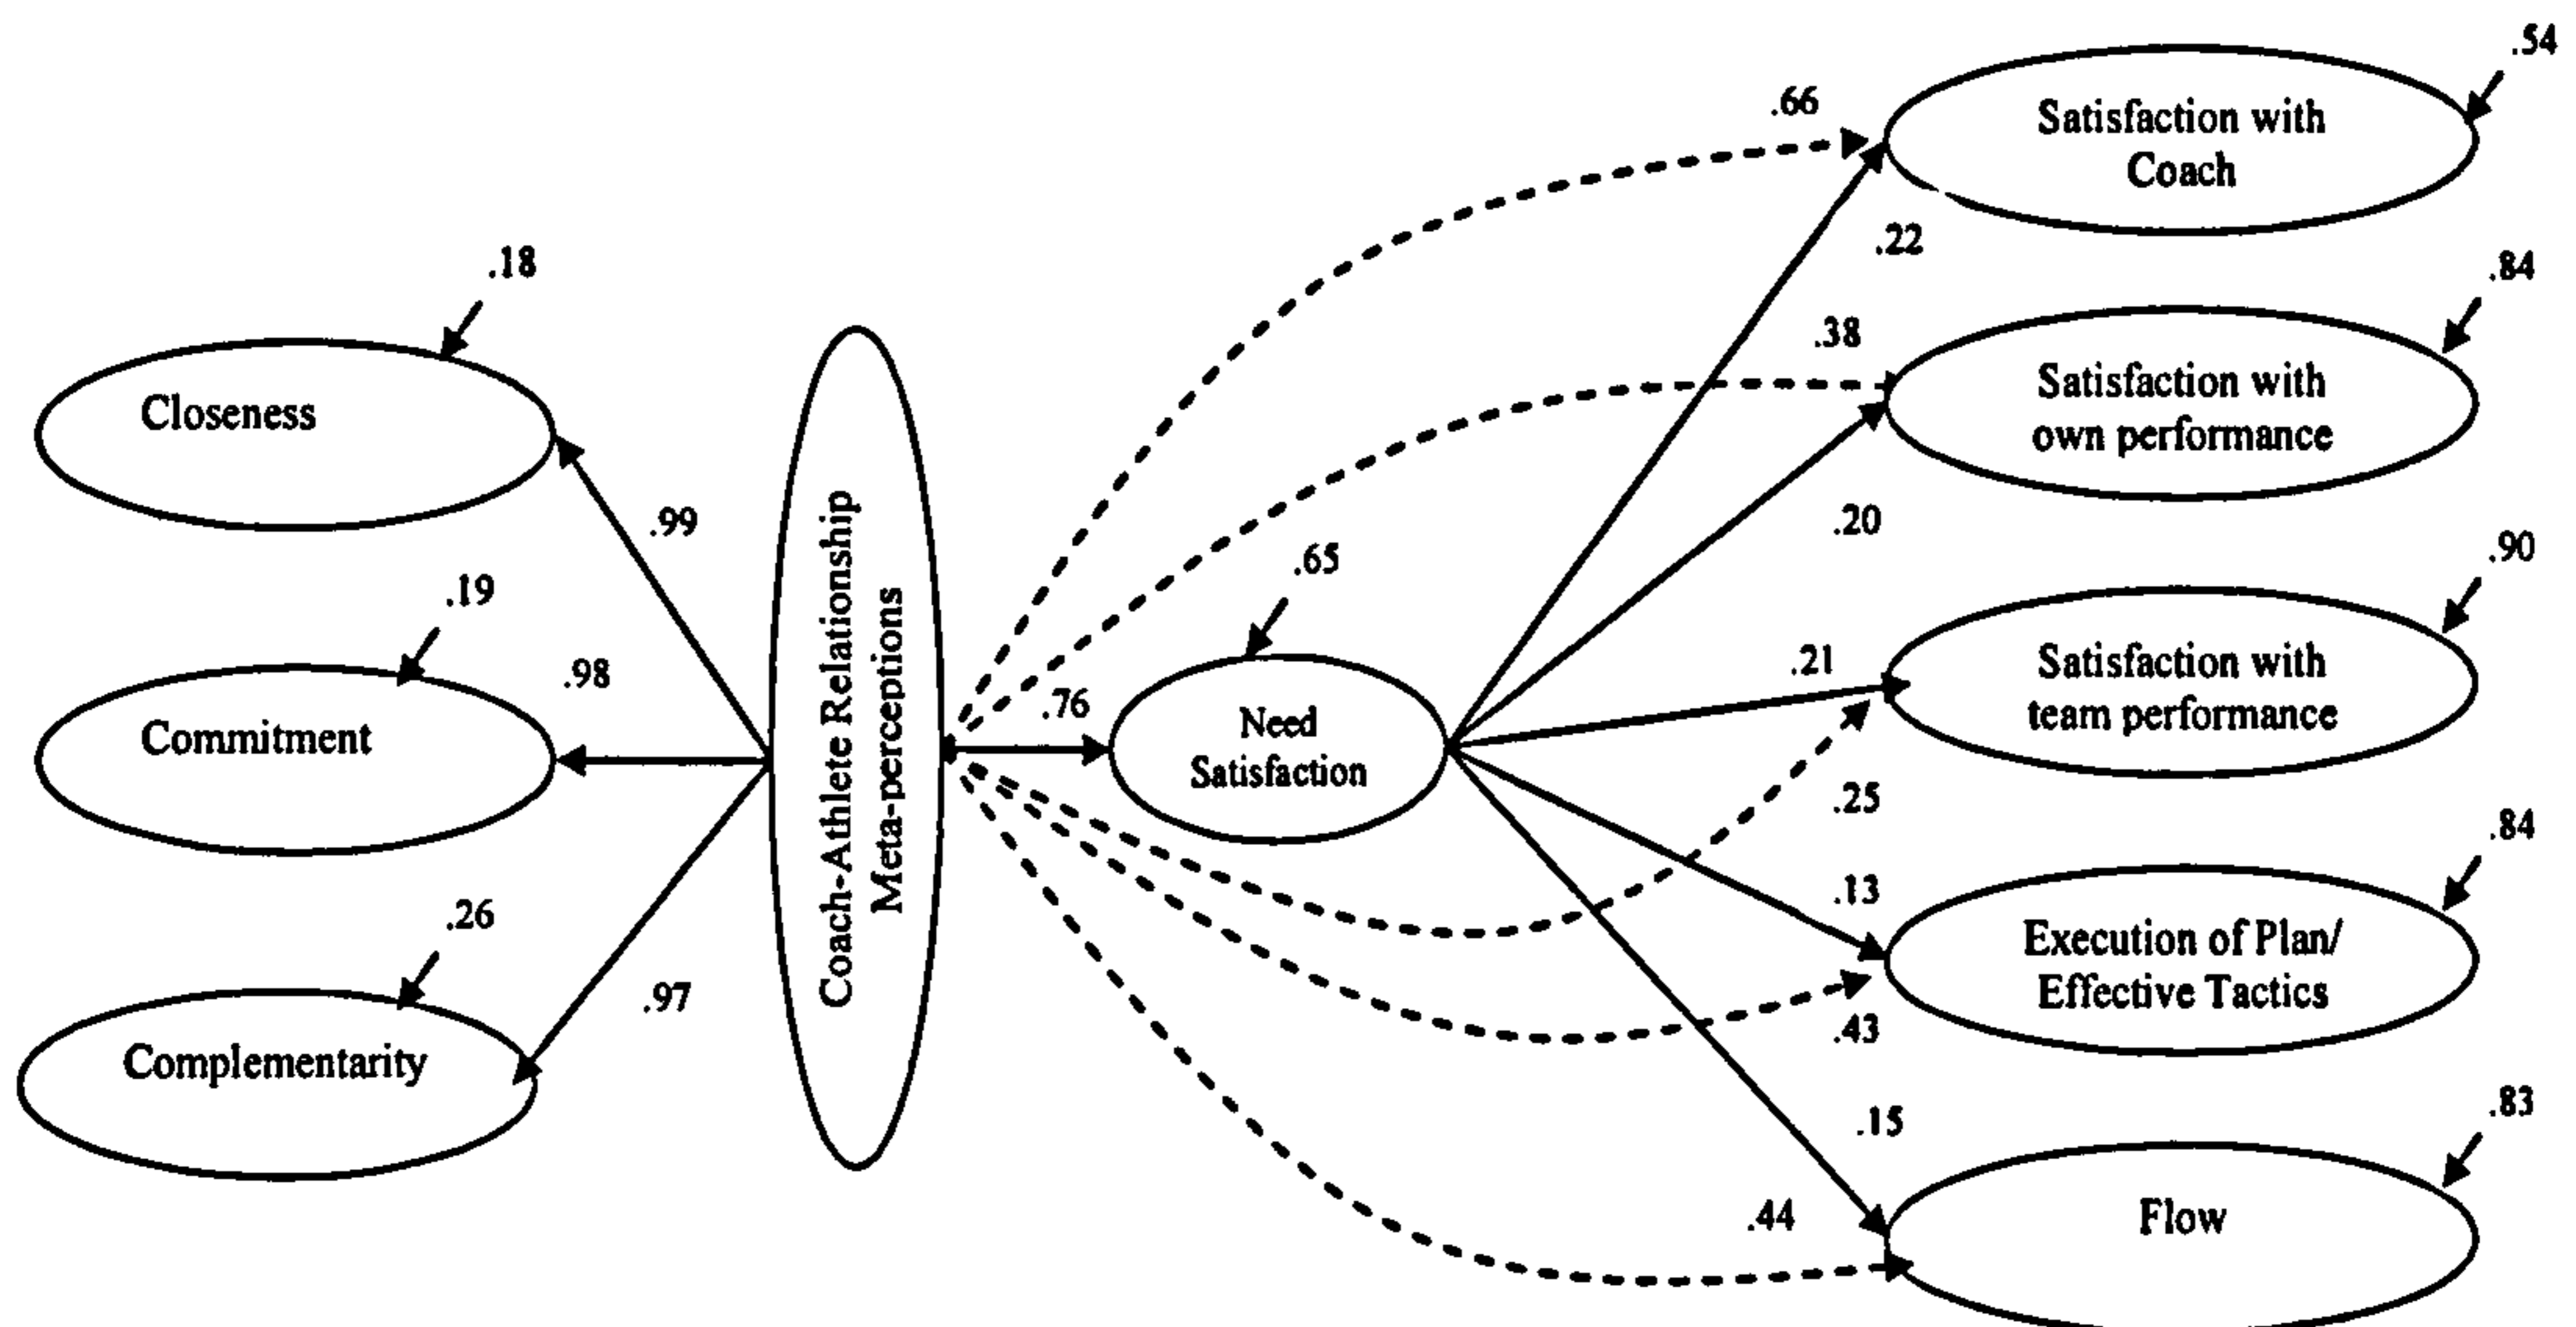 .54
.66
Satisfaction with
Coach
.22
.18
.84
.38
Closeness
Satisfaction with
own performance
.99
.20
.65
.90
.19
.98
Coach-Athlete Relationship
Meta-perceptions
.76
Need
Satisfaction
.21
Satisfaction with
team performance
Commitment
.25
.84
.13
.26
Execution of Plan/
Effective Tactics
.97
.43
Complementarity
.83
.15
.44
Flow